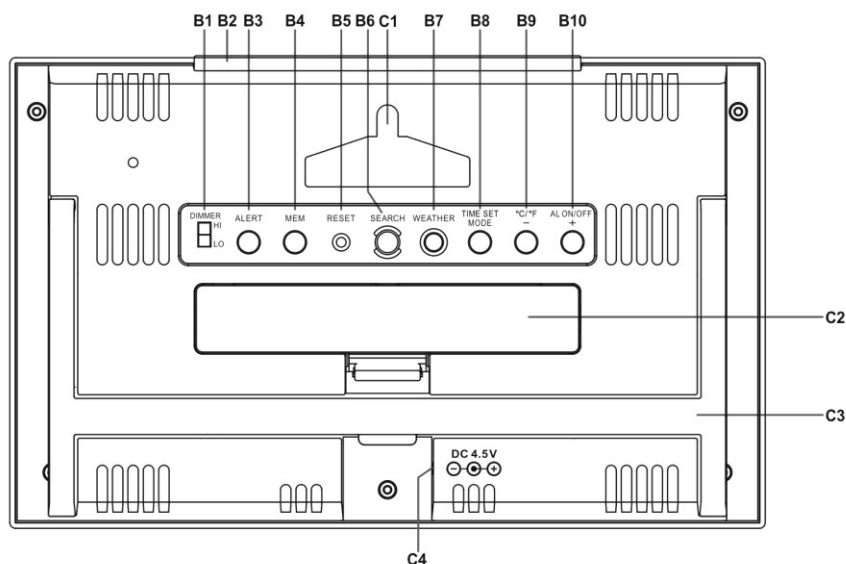 B1 B2 B3 B4 B5 B6 C1 B7 B8 B9 B10
DIMMER
HI
LO
ALERT
MEM
RESET
SEARCH
WEATHER
TIME SET
MODE
°C/°F
−
AL ON/OFF
+
C2
C3
DC 4.5V
C4